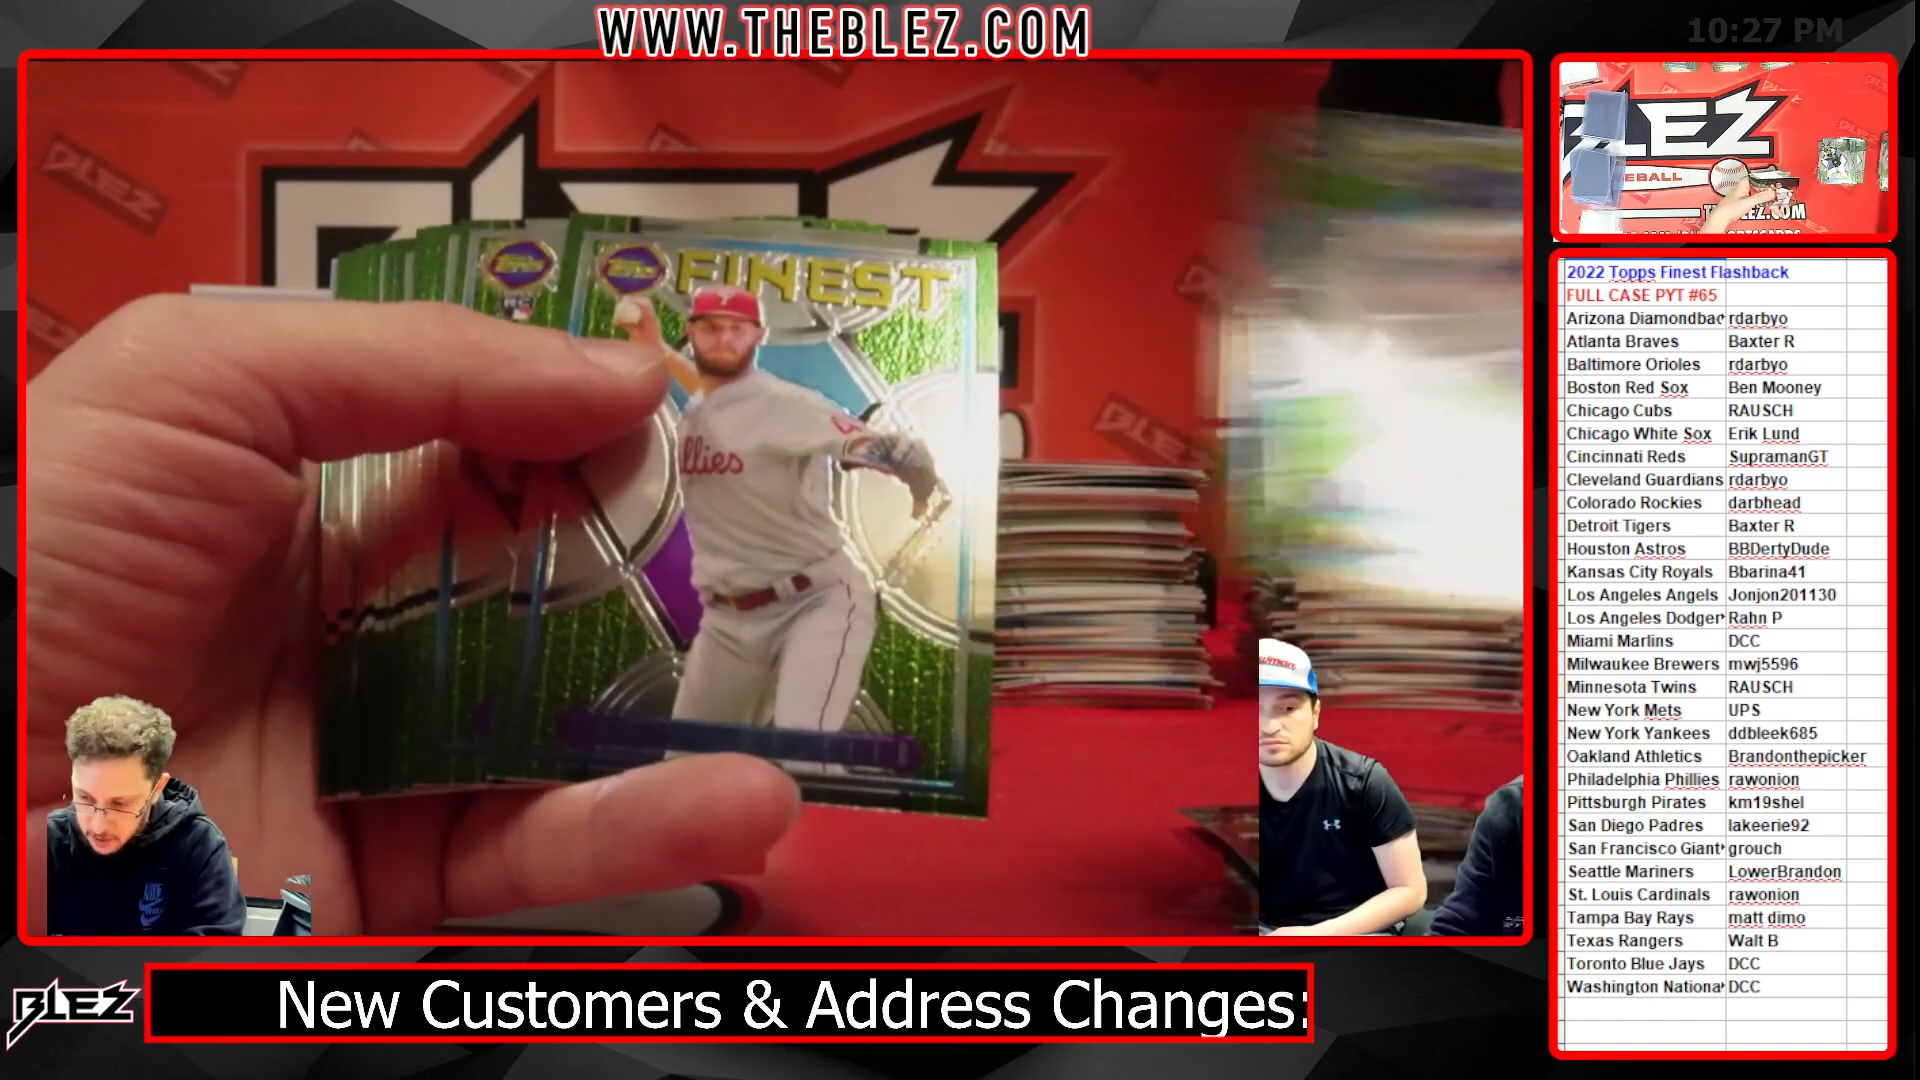 WWW.THEBLEZ.COM
10:27 PM
BLEZ
FINEST
RC
llies
LEZ
EBALL
2022 Topps Finest Flashback
FULL CASE PYT #65
Arizona Diamondbac rdarbyo
Atlanta Braves Baxter R
Baltimore Orioles rdarbyo
Boston Red Sox Ben Mooney
Chicago Cubs RAUSCH
Chicago White Sox Erik Lund
Cincinnati Reds SupramanGT
Cleveland Guardians rdarbyo
Colorado Rockies darbhead
Detroit Tigers Baxter R
Houston Astros BBDertyDude
Kansas City Royals Bbarina41
Los Angeles Angels Jonjon201130
Los Angeles Dodger Rahn P
Miami Marlins DCC
Milwaukee Brewers mwj5596
Minnesota Twins RAUSCH
New York Mets UPS
New York Yankees ddbleek685
Oakland Athletics Brandonthepicker
Philadelphia Phillies rawonion
Pittsburgh Pirates km19shel
San Diego Padres lakeerie92
San Francisco Giant grouch
Seattle Mariners LowerBrandon
St. Louis Cardinals rawonion
Tampa Bay Rays matt dimo
Texas Rangers Walt B
Toronto Blue Jays DCC
Washington Nationa DCC
BLEZ
NIKE
BLEZ
New Customers & Address Changes: